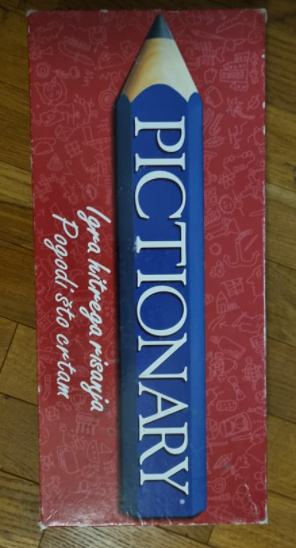 PICTIONARY®
Igra hitrega risanja
Pogodi što crtam